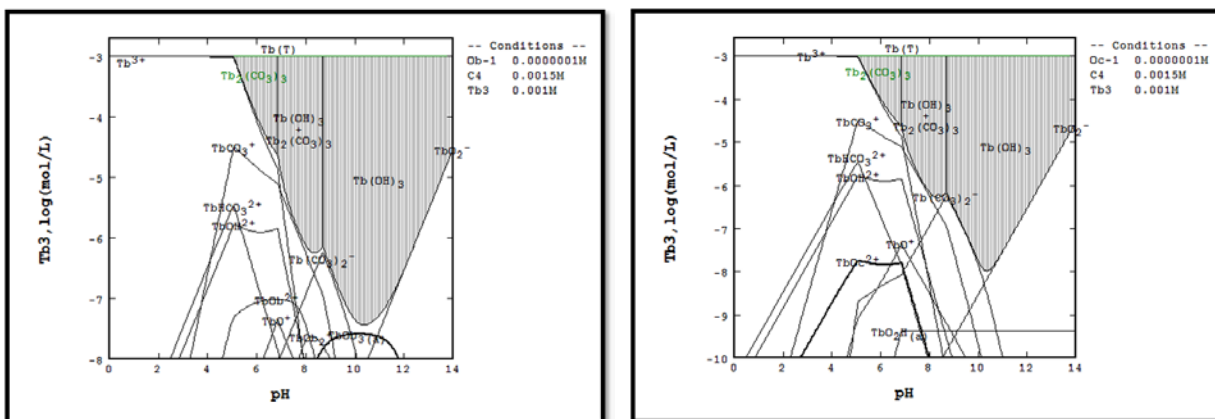 Tb(T)
Tb³⁺
Tb₂(CO₃)₃
Tb(OH)₃
+
Tb₂(CO₃)₃
TbCO₃⁺
TbO₂⁻
Tb(OH)₃
TbHCO₃²⁺
TbOH²⁺
Tb(CO₃)₂⁻
TbOb²⁺
TbO⁺
TbOb₂⁺
TbOb₃(a)
-3
-4
-5
-6
-7
-8
0 2 4 6 8 10 12 14
pH
Tb3,log(mol/L)
-- Conditions --
Ob-1 0.0000001M
C4 0.0015M
Tb3 0.001M
Tb(T)
Tb³⁺
Tb₂(CO₃)₃
Tb(OH)₃
+
Tb₂(CO₃)₃
TbCO₃⁺
TbO₂⁻
Tb(OH)₃
TbHCO₃²⁺
TbOH²⁺
Tb(CO₃)₂⁻
TbO⁺
TbOc²⁺
TbO₂H(a)
-3
-4
-5
-6
-7
-8
-9
-10
0 2 4 6 8 10 12 14
pH
Tb3,log(mol/L)
-- Conditions --
Oc-1 0.0000001M
C4 0.0015M
Tb3 0.001M